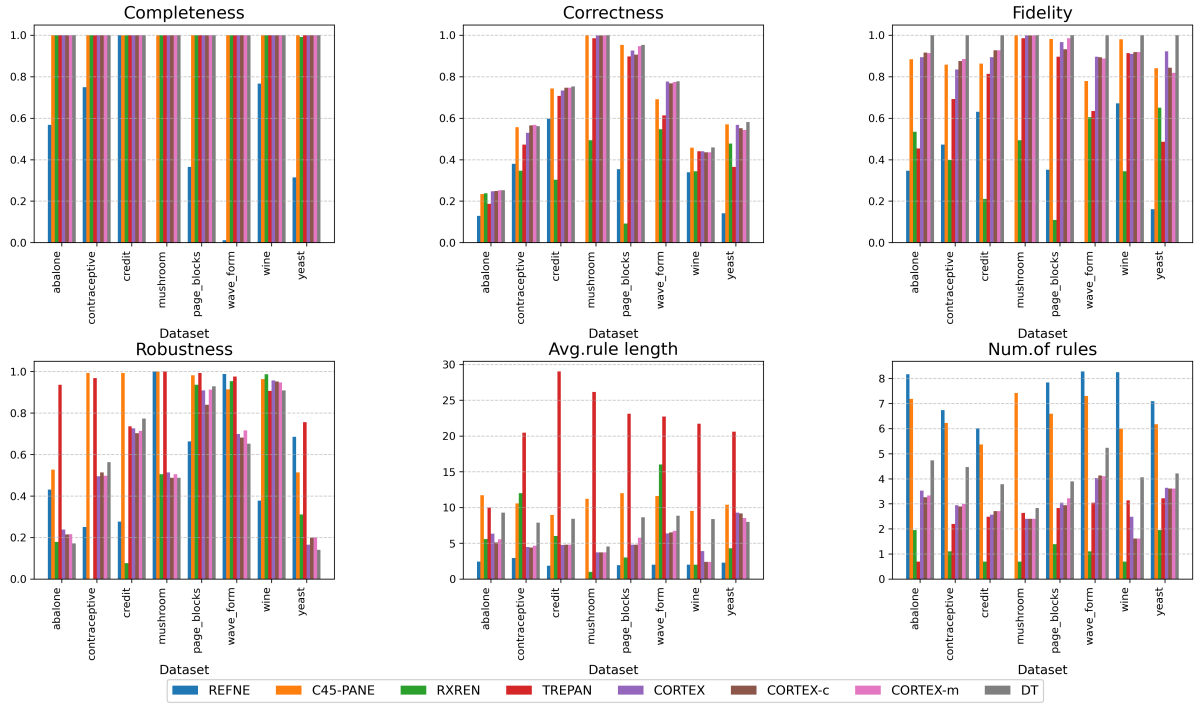 Completeness
1.0
0.8
0.6
0.4
0.2
0.0
abalone
contraceptive
credit
mushroom
page_blocks
wave_form
wine
yeast
Dataset
Correctness
1.0
0.8
0.6
0.4
0.2
0.0
abalone
contraceptive
credit
mushroom
page_blocks
wave_form
wine
yeast
Dataset
Fidelity
1.0
0.8
0.6
0.4
0.2
0.0
abalone
contraceptive
credit
mushroom
page_blocks
wave_form
wine
yeast
Dataset
Robustness
1.0
0.8
0.6
0.4
0.2
0.0
abalone
contraceptive
credit
mushroom
page_blocks
wave_form
wine
yeast
Dataset
Avg.rule length
30
25
20
15
10
5
0
abalone
contraceptive
credit
mushroom
page_blocks
wave_form
wine
yeast
Dataset
Num.of rules
8
7
6
5
4
3
2
1
0
abalone
contraceptive
credit
mushroom
page_blocks
wave_form
wine
yeast
Dataset
REFNE C45-PANE RXREN TREPAN CORTEX CORTEX-c CORTEX-m DT